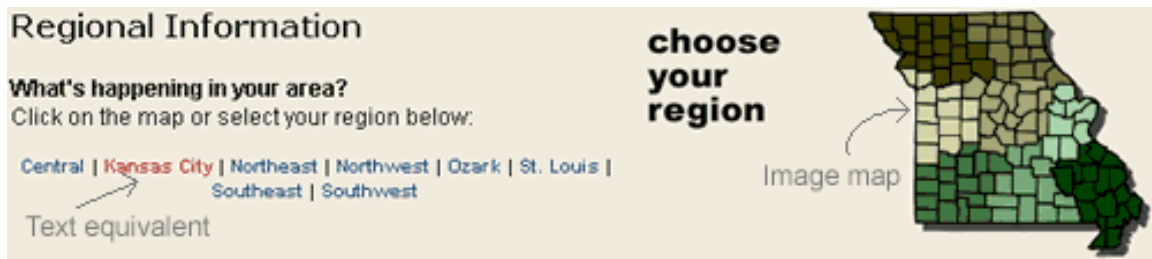 Regional Information
What's happening in your area?
Click on the map or select your region below:
Central | Kansas City | Northeast | Northwest | Ozark | St. Louis |
Southeast | Southwest
Text equivalent
choose
your
region
Image map